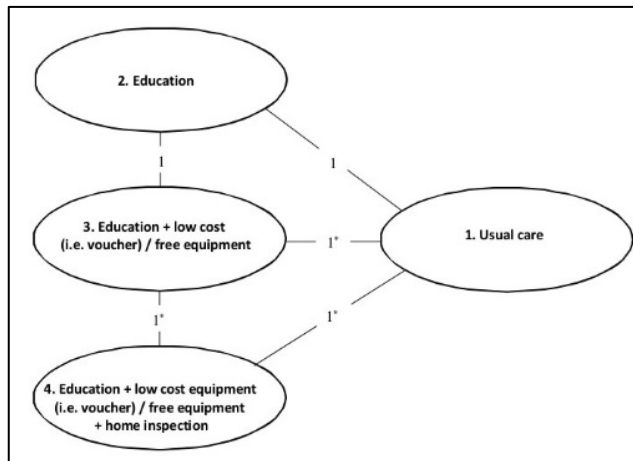 2. Education
1
1
3. Education + low cost
(i.e. voucher) / free equipment
1*
1. Usual care
1*
1*
4. Education + low cost equipment
(i.e. voucher) / free equipment
+ home inspection